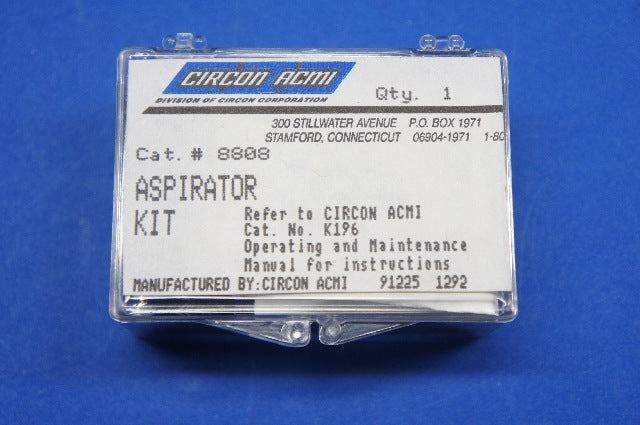 CIRCON ACMI
DIVISION OF CIRCON CORPORATION
Qty. 1
300 STILLWATER AVENUE P.O. BOX 1971
STAMFORD, CONNECTICUT 06904-1971 1-80
Cat.# 8808
ASPIRATOR
KIT
Refer to CIRCON ACMI
Cat. No. K196
Operating and Maintenance
Manual for instructions
MANUFACTURED BY:CIRCON ACMI 91225 1292